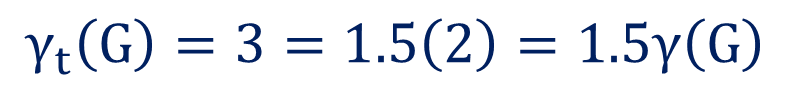 γₜ(G) = 3 = 1.5(2) = 1.5γ(G)